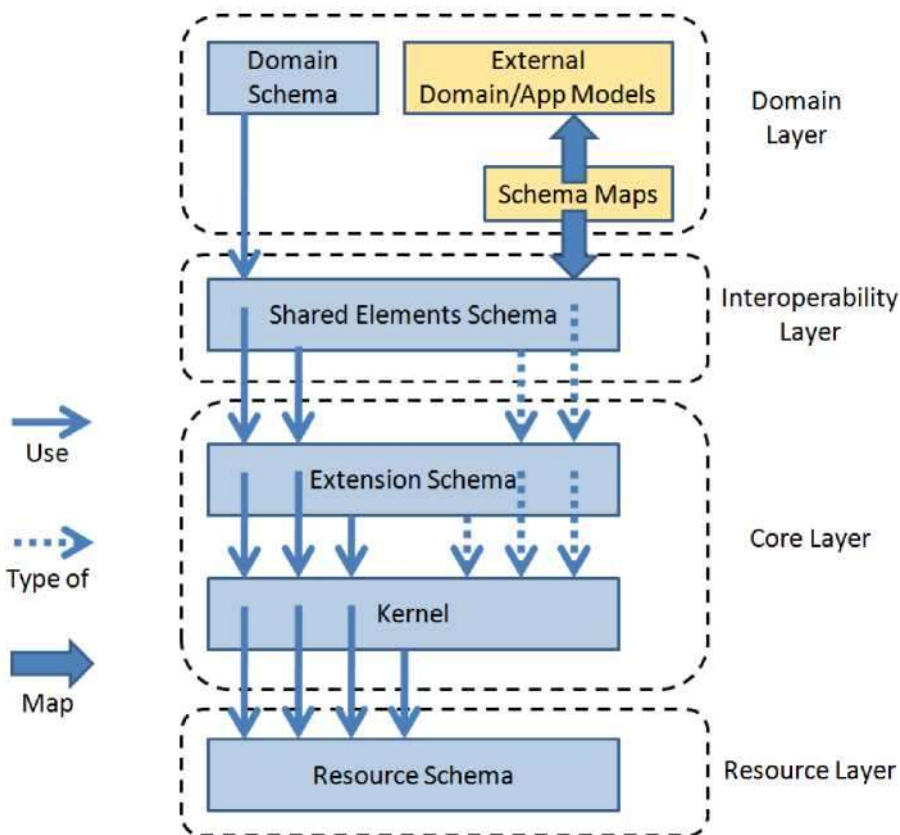 Domain
Schema
External
Domain/App Models
Domain
Layer
Schema Maps
Shared Elements Schema
Interoperability
Layer
Use
Extension Schema
Type of
Core Layer
Kernel
Map
Resource Schema
Resource Layer